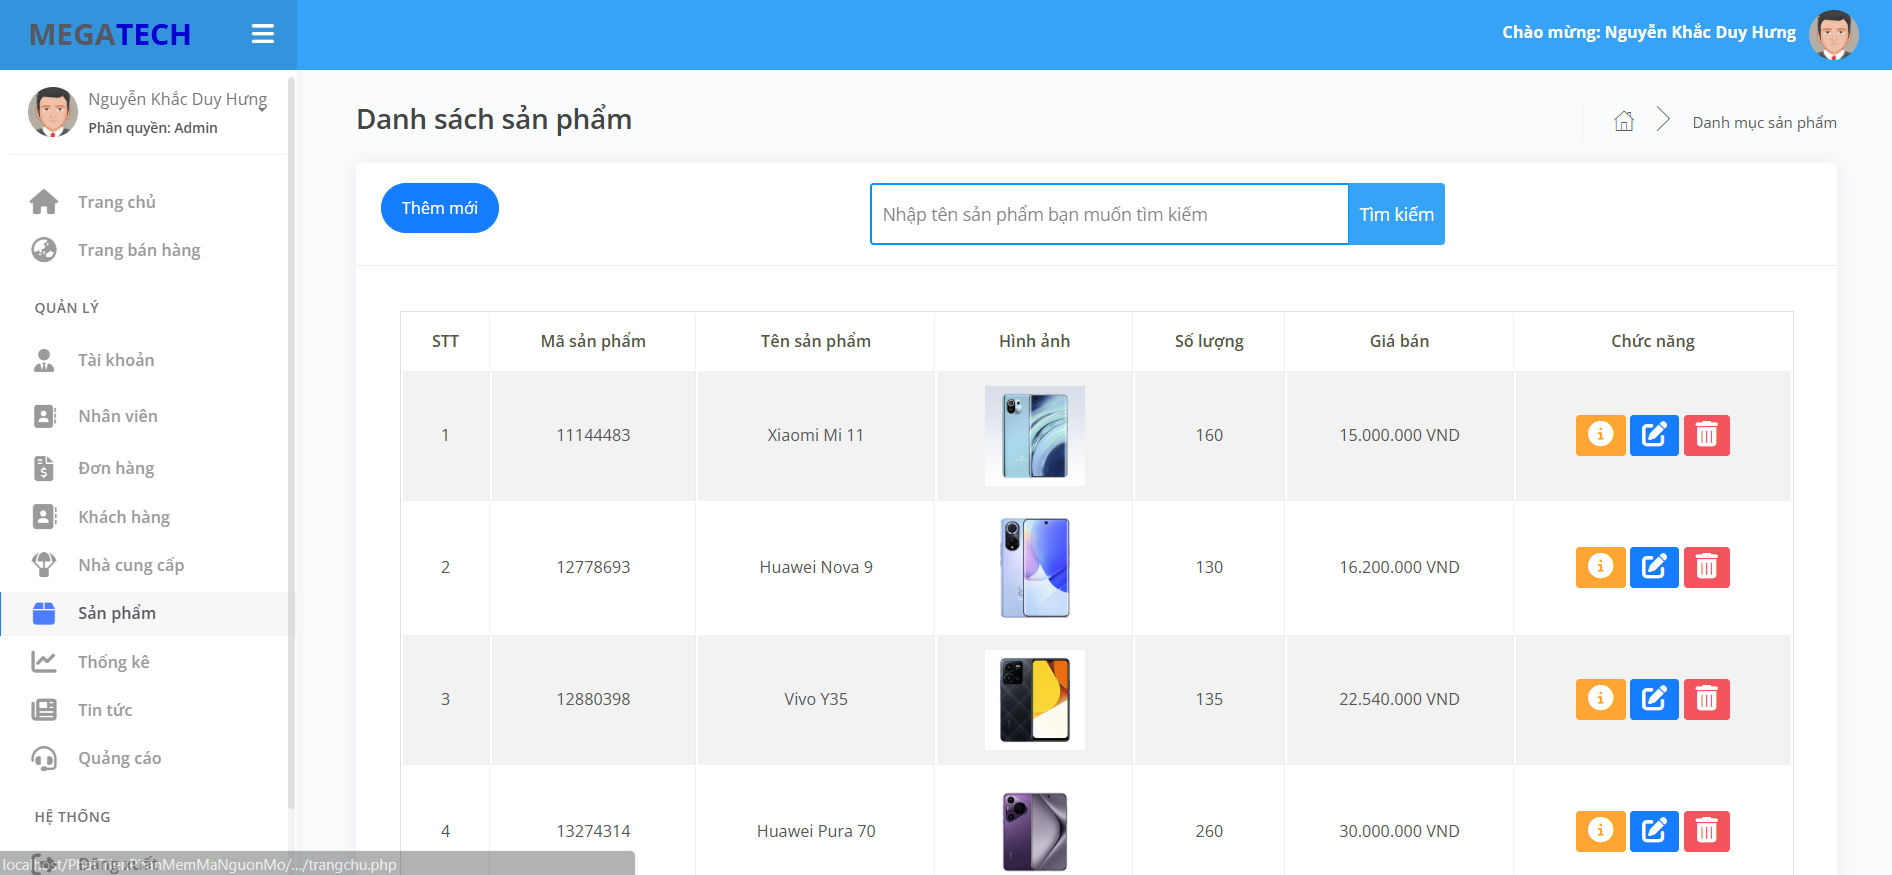 MEGATECH
Chào mừng: Nguyễn Khắc Duy Hưng
Nguyễn Khắc Duy Hưng
Phân quyền: Admin
Trang chủ
Trang bán hàng
QUẢN LÝ
Tài khoản
Nhân viên
Đơn hàng
Khách hàng
Nhà cung cấp
Sản phẩm
Thống kê
Tin tức
Quảng cáo
HỆ THỐNG
Đăng xuất
localhost/PhatTrienPhanMemMaNguonMo/.../trangchu.php
Danh sách sản phẩm
Danh mục sản phẩm
Thêm mới
Nhập tên sản phẩm bạn muốn tìm kiếm
Tìm kiếm
STT Mã sản phẩm Tên sản phẩm Hình ảnh Số lượng Giá bán Chức năng
1 11144483 Xiaomi Mi 11 160 15.000.000 VND
2 12778693 Huawei Nova 9 130 16.200.000 VND
3 12880398 Vivo Y35 135 22.540.000 VND
4 13274314 Huawei Pura 70 260 30.000.000 VND